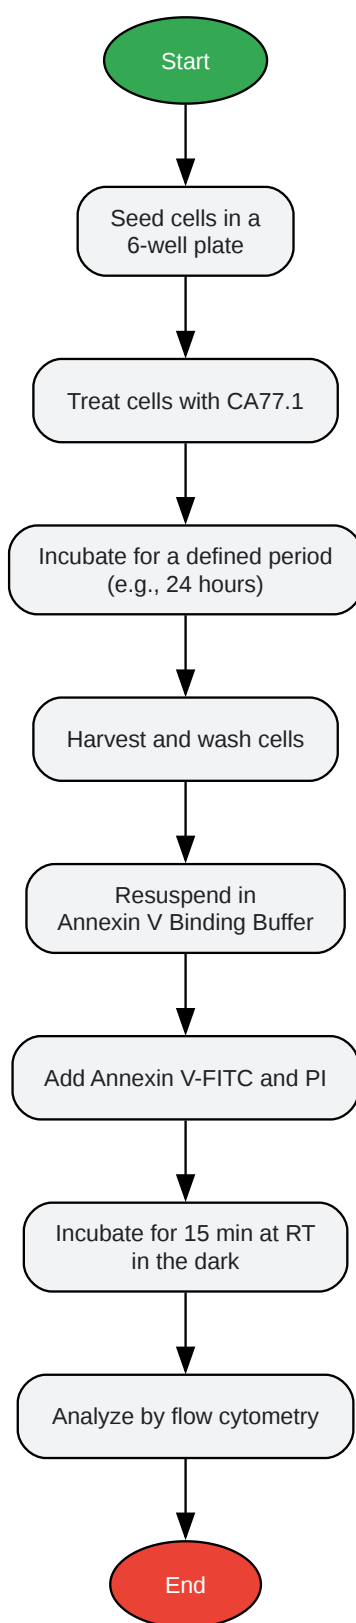 Start
Seed cells in a
6-well plate
Treat cells with CA77.1
Incubate for a defined period
(e.g., 24 hours)
Harvest and wash cells
Resuspend in
Annexin V Binding Buffer
Add Annexin V-FITC and PI
Incubate for 15 min at RT
in the dark
Analyze by flow cytometry
End